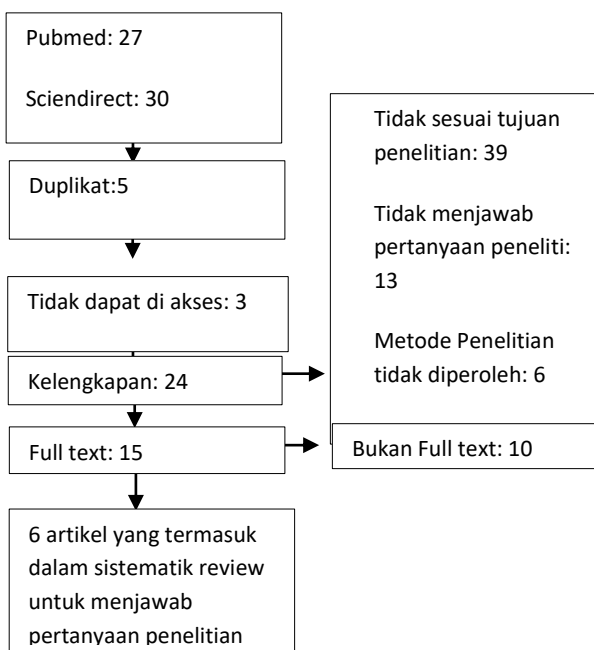 Pubmed: 27
Sciendirect: 30
Duplikat:5
Tidak dapat di akses: 3
Kelengkapan: 24
Tidak sesuai tujuan
penelitian: 39
Tidak menjawab
pertanyaan peneliti:
13
Metode Penelitian
tidak diperoleh: 6
Full text: 15
Bukan Full text: 10
6 artikel yang termasuk
dalam sistematik review
untuk menjawab
pertanyaan penelitian